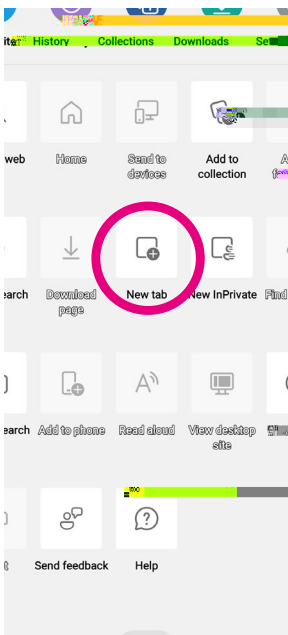 History Collections Downloads
web Home Send to devices Add to collection
Download page New tab New InPrivate Find
earch Add to phone Read aloud View desktop site
Send feedback Help